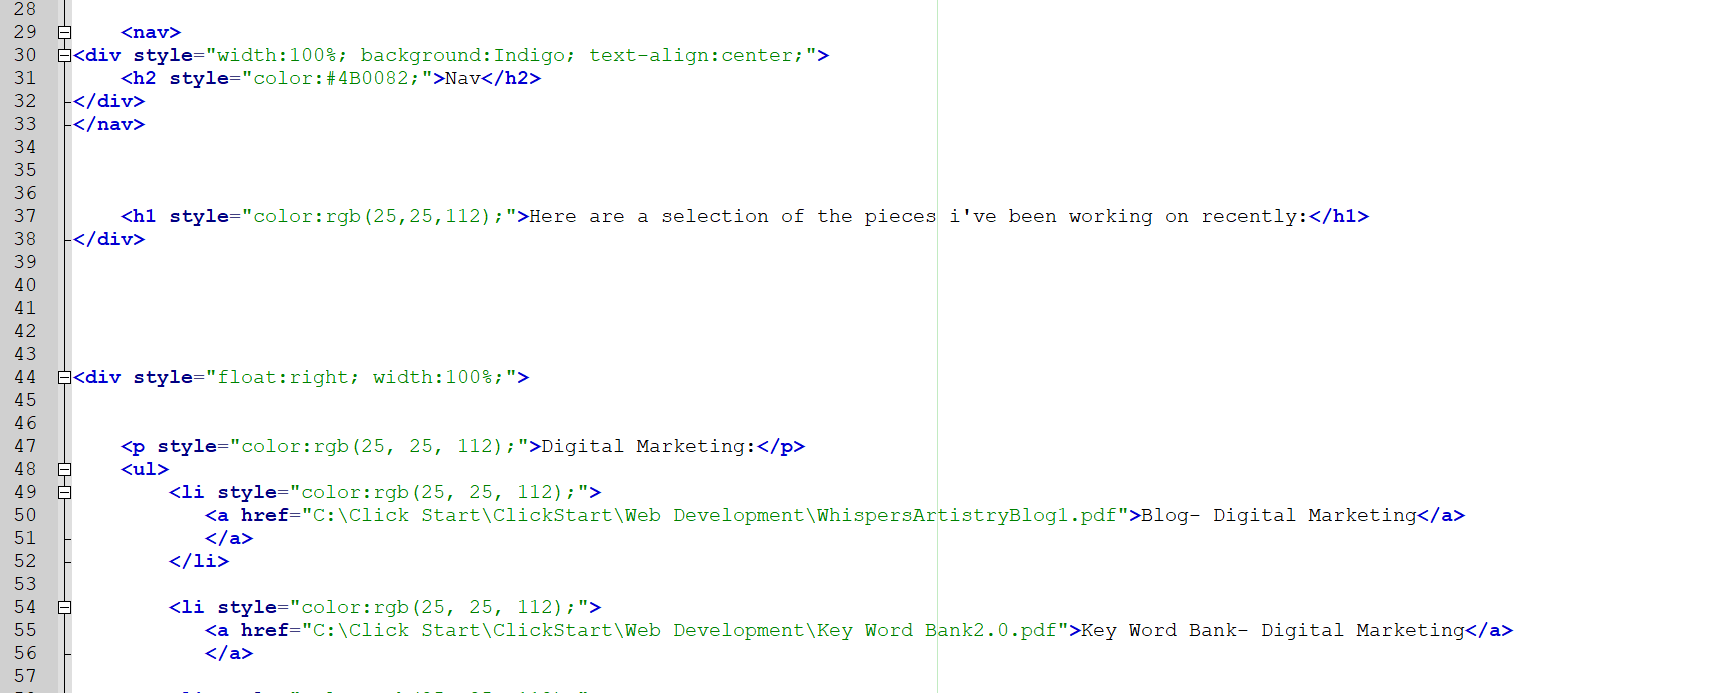 28
29 <nav>
30 <div style="width:100%; background:Indigo; text-align:center;">
31 <h2 style="color:#4B0082;">Nav</h2>
32 </div>
33 </nav>
34
35
36
37 <h1 style="color:rgb(25,25,112);">Here are a selection of the pieces i've been working on recently:</h1>
38 </div>
39
40
41
42
43
44 <div style="float:right; width:100%;">
45
46
47 <p style="color:rgb(25, 25, 112);">Digital Marketing:</p>
48 <ul>
49 <li style="color:rgb(25, 25, 112);">
50 <a href="C:\Click Start\ClickStart\Web Development\WhispersArtistryBlog1.pdf">Blog- Digital Marketing</a>
51 </a>
52 </li>
53
54 <li style="color:rgb(25, 25, 112);">
55 <a href="C:\Click Start\ClickStart\Web Development\Key Word Bank2.0.pdf">Key Word Bank- Digital Marketing</a>
56 </a>
57